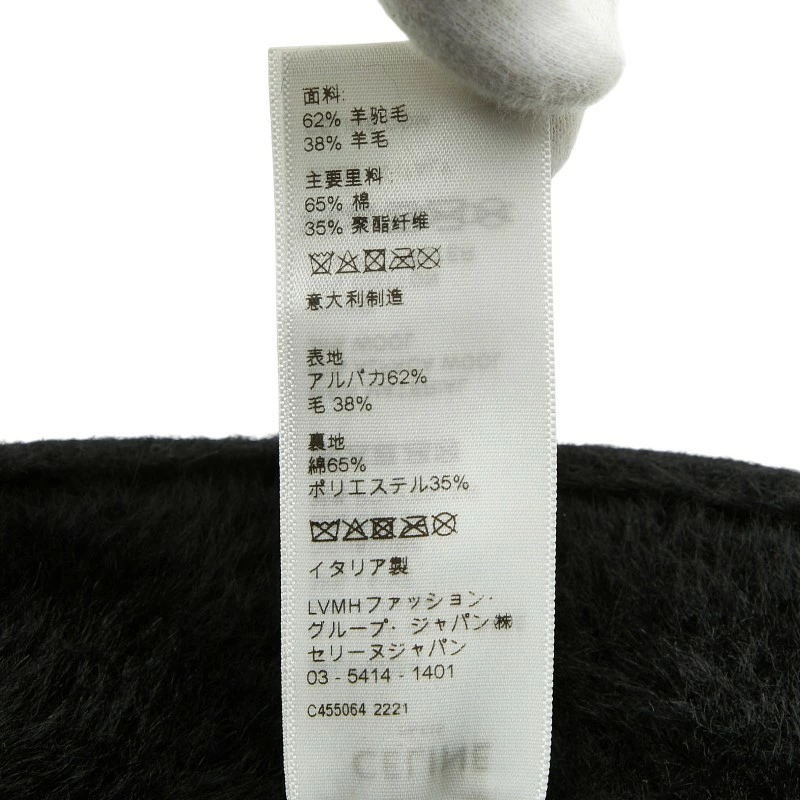 面料:
62% 羊驼毛
38% 羊毛
主要里料:
65% 棉
35% 聚酯纤维
意大利制造
表地
アルパカ62%
毛 38%
裏地
綿65%
ポリエステル35%
イタリア製
LVMHファッション・
グループ・ジャパン㈱
セリーヌジャパン
03 - 5414 - 1401
C455064 2221
CELINE